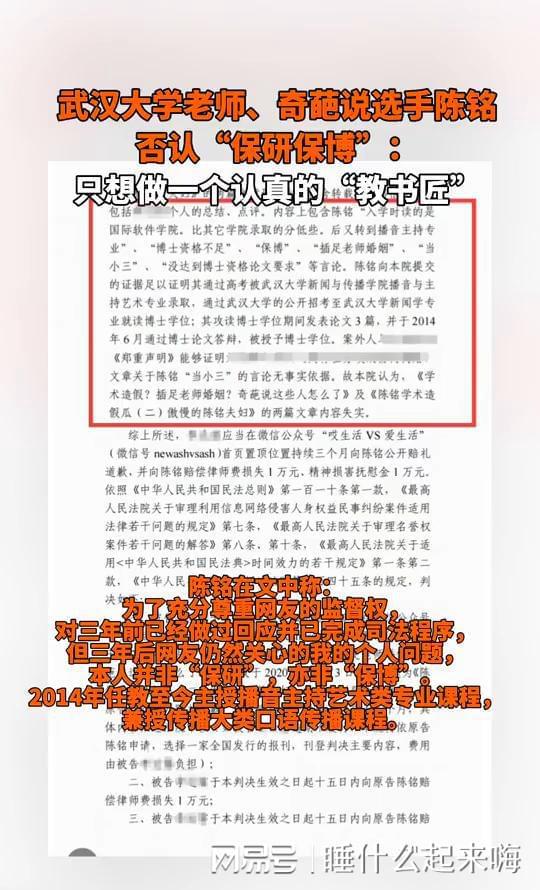 武汉大学老师、奇葩说选手陈铭
否认“保研保博”：
只想做一个认真的“教书匠”
包括 个人的总结、点评。内容上包含陈铭“入学时读的是
国际软件学院。比其它学院录取的分低些。后又转到播音主持专
业”、“博士资格不足”、“保博”、“插足老师婚姻”、“当
小三”、“没达到博士资格论文要求”等言论。陈铭向本院提交
的证据足以证明其通过高考被武汉大学新闻与传播学院播音与主
持艺术专业录取，通过武汉大学的公开招考至武汉大学新闻学专
业就读博士学位；其攻读博士学位期间发表论文3篇，并于2014
年6月通过博士论文答辩，被授予博士学位。案外人
《郑重声明》能够证明
文章关于陈铭“当小三”的言论无事实依据。故本院认为，《学
术造假？插足老师婚姻？奇葩说这些人怎么了》及《陈铭学术造
假瓜（二）傲慢的陈铭夫妇》的两篇文章内容失实。
综上所述， 应当在微信公众号“哎生活VS爱生活”
（微信号newashvsash）首页置顶位置持续三个月向陈铭公开赔礼
道歉，并向陈铭赔偿律师费损失1万元、精神损害抚慰金1万元。
依照《中华人民共和国民法总则》第一百一十条第一款，《最高
人民法院关于审理利用信息网络侵害人身权益民事纠纷案件适用
法律若干问题的规定》第七条，《最高人民法院关于审理名誉权
案件若干问题的解答》第八条、第十条，《最高人民法院关于适
用<中华人民共和国民法典>时间效力的若干规定》第一条第二
款，《中华人民共和国 四十五条的规定，判
陈铭在文中称：
为了充分尊重网友的监督权，
对三年前已经做过回应并已完成司法程序，
但三年后网友仍然关心的我的个人问题，
本人并非“保研”，亦非“保博”。
2014年任教至今主授播音主持艺术类专业课程，
兼授传播大类口语传播课程。
陈铭申请，选择一家全国发行的报刊，刊登判决主要内容，费用
由被告 负担）；
二、被告 于本判决生效之日起十五日内向原告陈铭赔
偿律师费损失1万元；
三、被告 于本判决生效之日起十五日内向原告陈铭赔
网易号 | 睡什么起来嗨